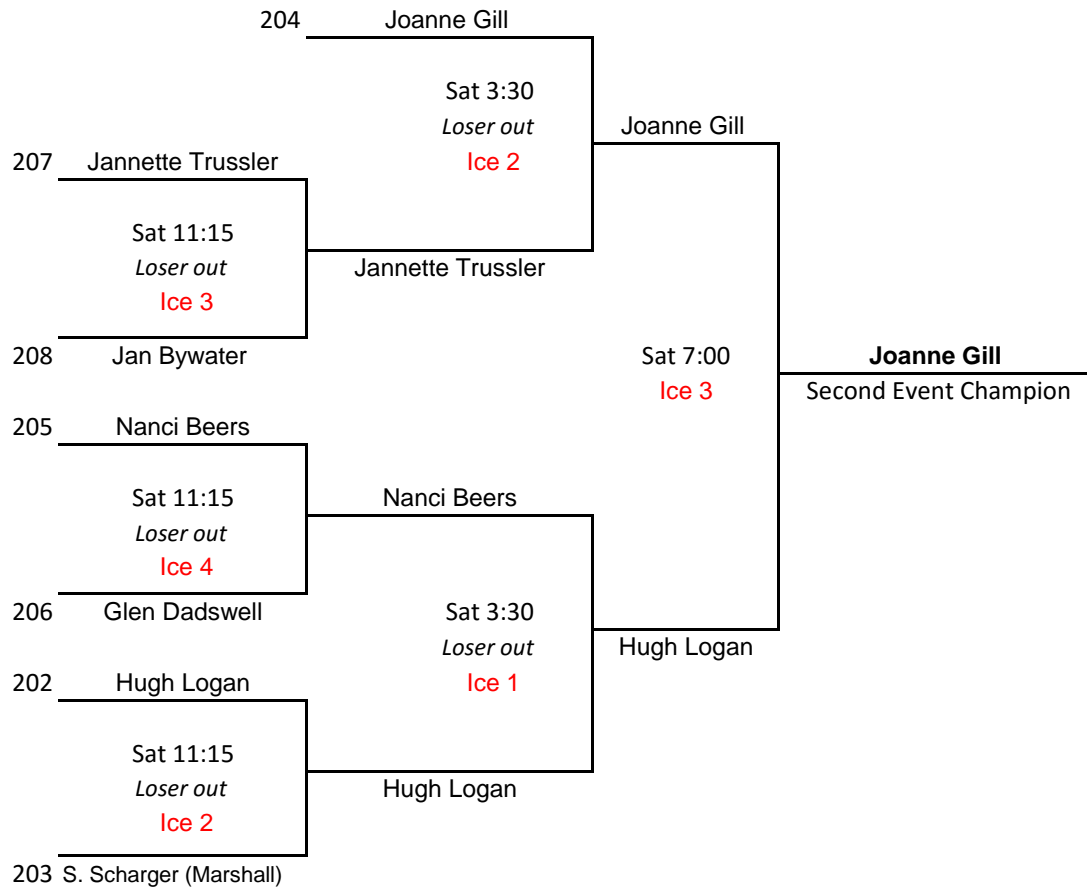 204 Joanne Gill
Sat 3:30
Loser out
Ice 2
Joanne Gill
207 Jannette Trussler
Sat 11:15
Loser out
Ice 3
Jannette Trussler
208 Jan Bywater
Sat 7:00
Ice 3
Joanne Gill
Second Event Champion
205 Nanci Beers
Sat 11:15
Loser out
Ice 4
Nanci Beers
206 Glen Dadswell
Sat 3:30
Loser out
Ice 1
Hugh Logan
202 Hugh Logan
Sat 11:15
Loser out
Ice 2
Hugh Logan
203 S. Scharger (Marshall)